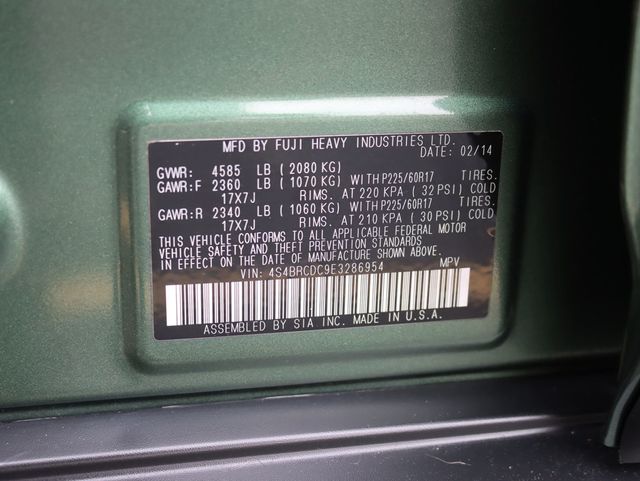 MFD BY FUJI HEAVY INDUSTRIES LTD.
DATE: 02/14
GVWR: 4585 LB ( 2080 KG)
GAWR:F 2360 LB ( 1070 KG) WITH P225/60R17 TIRES.
17X7J RIMS. AT 220 KPA ( 32 PSI) COLD
GAWR:R 2340 LB ( 1060 KG) WITH P225/60R17 TIRES.
17X7J RIMS. AT 210 KPA ( 30 PSI) COLD
THIS VEHICLE CONFORMS TO ALL APPLICABLE FEDERAL MOTOR
VEHICLE SAFETY AND THEFT PREVENTION STANDARDS IN EFFECT
ON THE DATE OF MANUFACTURE SHOWN ABOVE.
VIN: 4S4BRCDC9E3286954 MPV
ASSEMBLED BY SIA INC. MADE IN U.S.A.